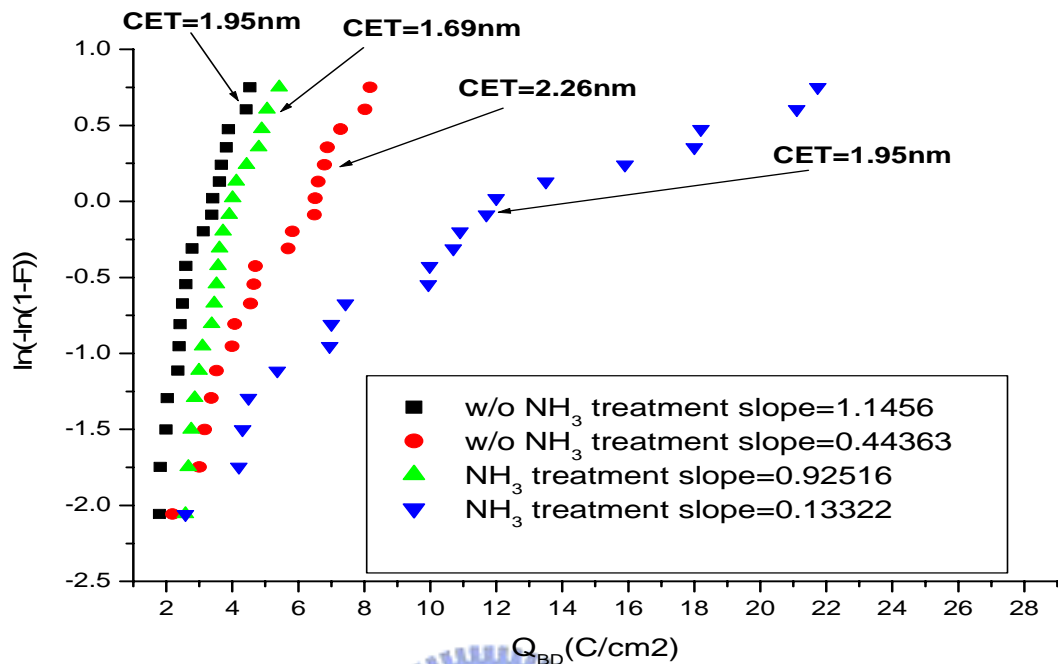 CET=1.95nm
CET=1.69nm
CET=2.26nm
CET=1.95nm
1.0
0.5
0.0
-0.5
-1.0
-1.5
-2.0
-2.5
ln(-ln(1-F))
w/o NH3 treatment slope=1.1456
w/o NH3 treatment slope=0.44363
NH3 treatment slope=0.92516
NH3 treatment slope=0.13322
2 4 6 8 10 12 14 16 18 20 22 24 26 28
QBD(C/cm2)